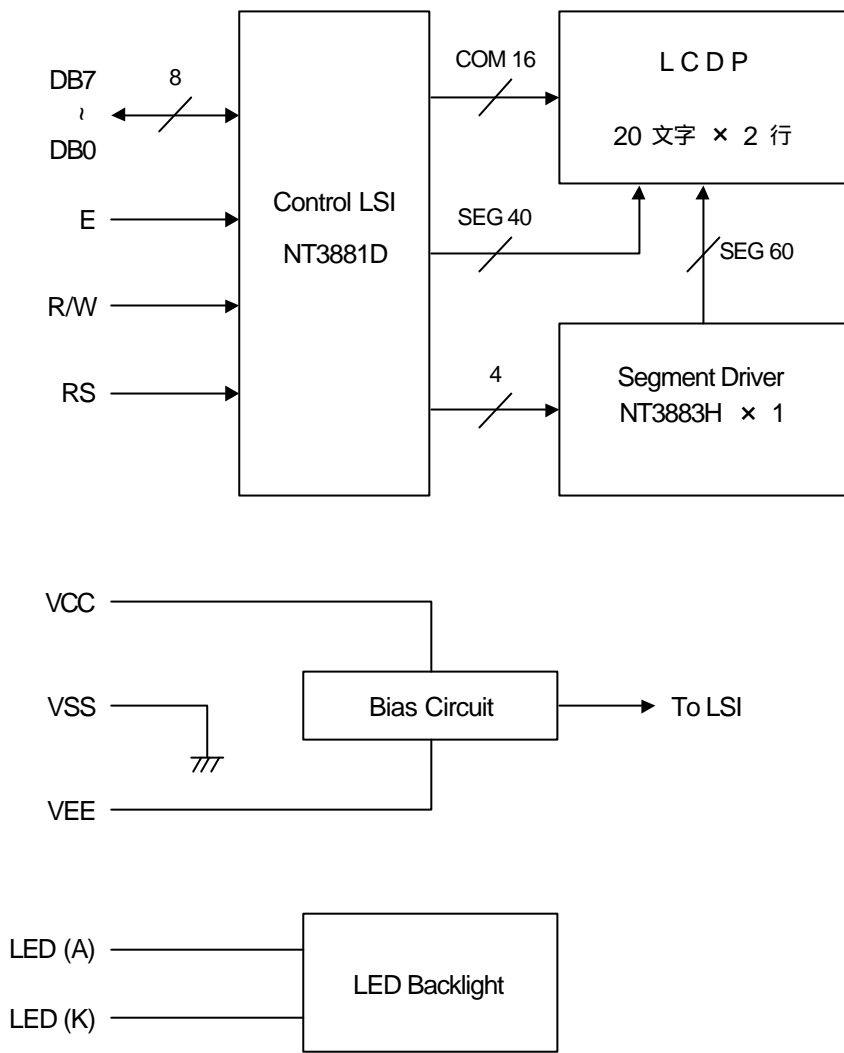 DB7
~
DB0
8
E
R/W
RS
Control LSI
NT3881D
COM 16
SEG 40
4
L C D P
20 文字 × 2 行
SEG 60
Segment Driver
NT3883H × 1
VCC
VSS
VEE
Bias Circuit
To LSI
LED (A)
LED (K)
LED Backlight